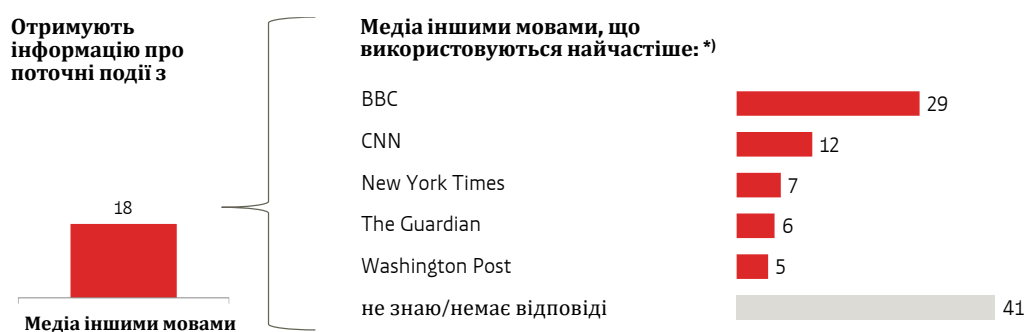 Отримують
інформацію про
поточні події з
18
Медіа іншими мовами
Медіа іншими мовами, що
використовуються найчастіше: *)
BBC 29
CNN 12
New York Times 7
The Guardian 6
Washington Post 5
не знаю/немає відповіді 41